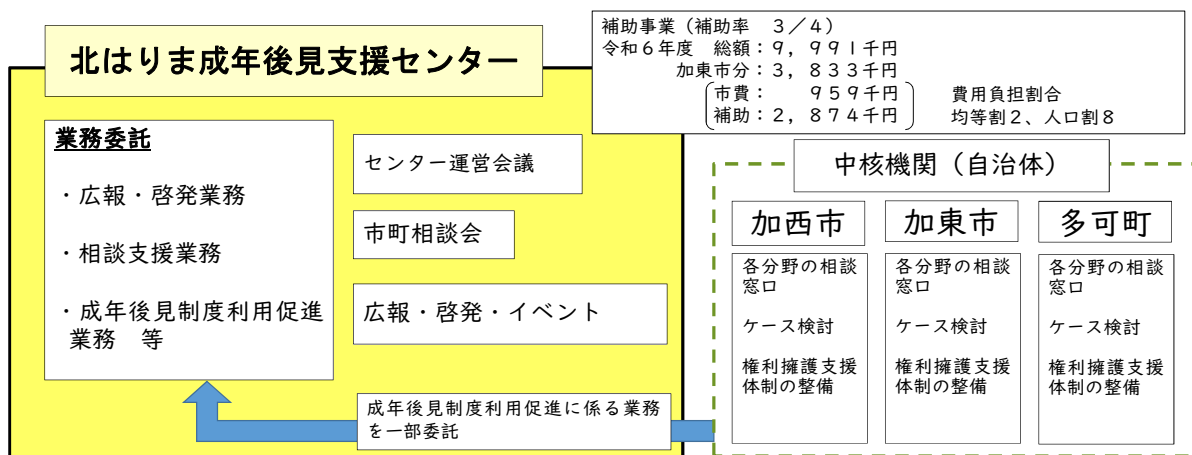 補助事業(補助率 3/4)
令和6年度 総額:9,991千円
加東市分:3,833千円
市費: 959千円
補助:2,874千円
費用負担割合
均等割2、人口割8
北はりま成年後見支援センター
業務委託
・広報・啓発業務
・相談支援業務
・成年後見制度利用促進
業務 等
センター運営会議
市町相談会
広報・啓発・イベント
成年後見制度利用促進に係る業務
を一部委託
中核機関(自治体)
加西市
各分野の相談
窓口
ケース検討
権利擁護支援
体制の整備
加東市
各分野の相談
窓口
ケース検討
権利擁護支援
体制の整備
多可町
各分野の相談
窓口
ケース検討
権利擁護支援
体制の整備